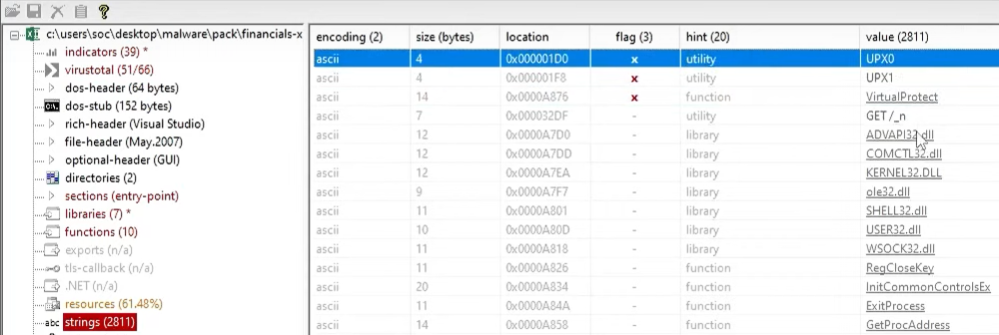 c:\users\soc\desktop\malware\pack\financials-x
indicators (39) *
virustotal (51/66)
dos-header (64 bytes)
dos-stub (152 bytes)
rich-header (Visual Studio)
file-header (May.2007)
optional-header (GUI)
directories (2)
sections (entry-point)
libraries (7) *
functions (10)
exports (n/a)
tls-callback (n/a)
.NET (n/a)
resources (61.48%)
abc strings (2811)
encoding (2) size (bytes) location flag (3) hint (20) value (2811)
ascii 4 0x000001D0 x utility UPX0
ascii 4 0x000001F8 x utility UPX1
ascii 14 0x0000A876 x function VirtualProtect
ascii 7 0x000032DF - utility GET /_n
ascii 12 0x0000A7D0 - library ADVAPI32.dll
ascii 12 0x0000A7DD - library COMCTL32.dll
ascii 12 0x0000A7EA - library KERNEL32.DLL
ascii 9 0x0000A7F7 - library ole32.dll
ascii 11 0x0000A801 - library SHELL32.dll
ascii 10 0x0000A80D - library USER32.dll
ascii 11 0x0000A818 - library WSOCK32.dll
ascii 11 0x0000A826 - function RegCloseKey
ascii 20 0x0000A834 - function InitCommonControlsEx
ascii 11 0x0000A84A - function ExitProcess
ascii 14 0x0000A858 - function GetProcAddress